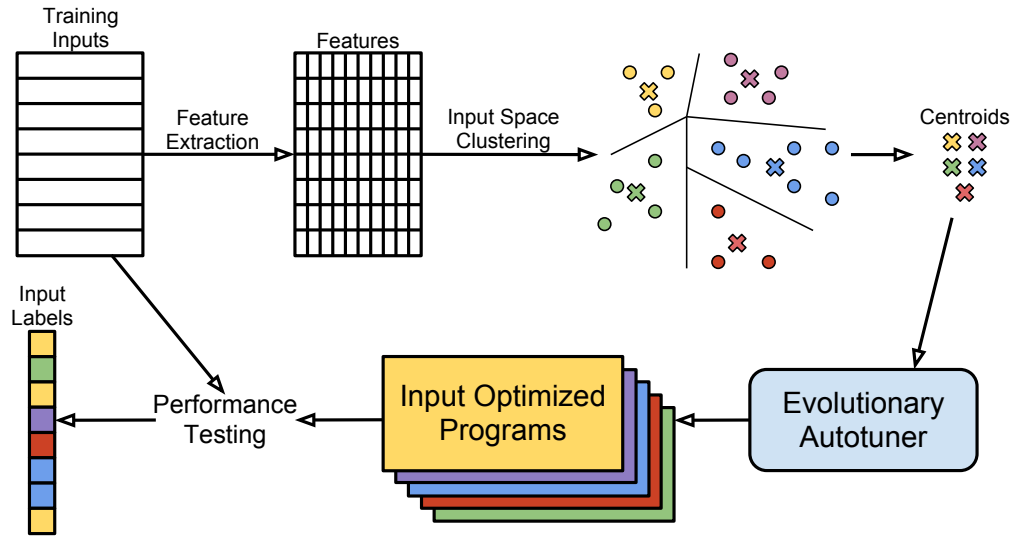 Training
Inputs
Features
Feature
Extraction
Input Space
Clustering
Centroids
Input
Labels
Performance
Testing
Input Optimized
Programs
Evolutionary
Autotuner